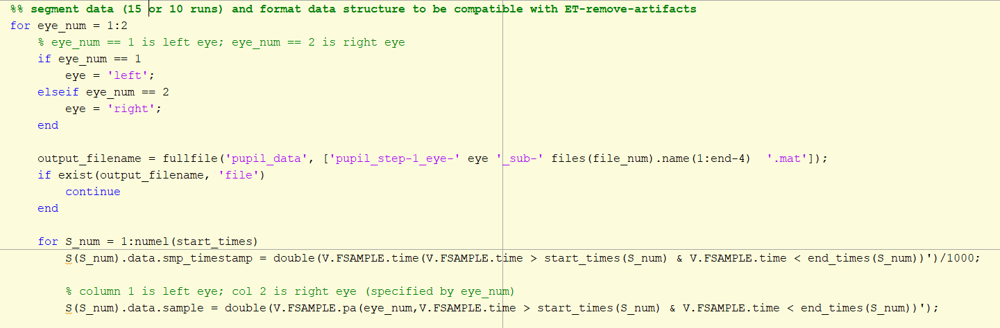 %% segment data (15 or 10 runs) and format data structure to be compatible with ET-remove-artifacts
for eye_num = 1:2
    % eye_num == 1 is left eye; eye_num == 2 is right eye
    if eye_num == 1
        eye = 'left';
    elseif eye_num == 2
        eye = 'right';
    end

    output_filename = fullfile('pupil_data', ['pupil_step-1_eye-' eye '_sub-' files(file_num).name(1:end-4)  '.mat']);
    if exist(output_filename, 'file')
        continue
    end

    for S_num = 1:numel(start_times)
        S(S_num).data.smp_timestamp = double(V.FSAMPLE.time(V.FSAMPLE.time > start_times(S_num) & V.FSAMPLE.time < end_times(S_num))')/1000;

        % column 1 is left eye; col 2 is right eye (specified by eye_num)
        S(S_num).data.sample = double(V.FSAMPLE.pa(eye_num,V.FSAMPLE.time > start_times(S_num) & V.FSAMPLE.time < end_times(S_num))');